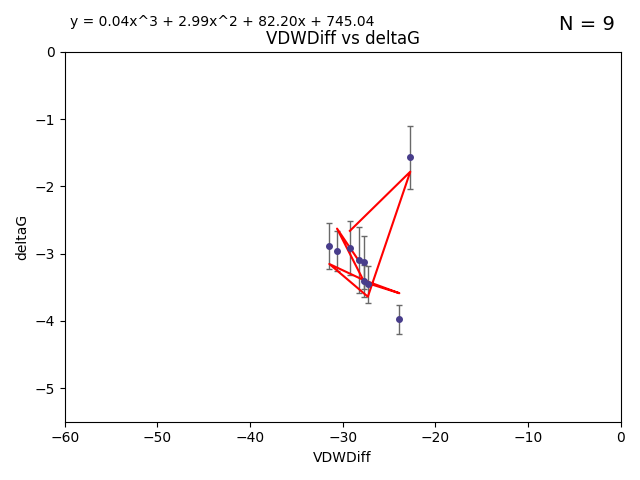 y = 0.04x^3 + 2.99x^2 + 82.20x + 745.04
N = 9
VDWDiff vs deltaG
0
−1
−2
−3
−4
−5
deltaG
−60 −50 −40 −30 −20 −10 0
VDWDiff